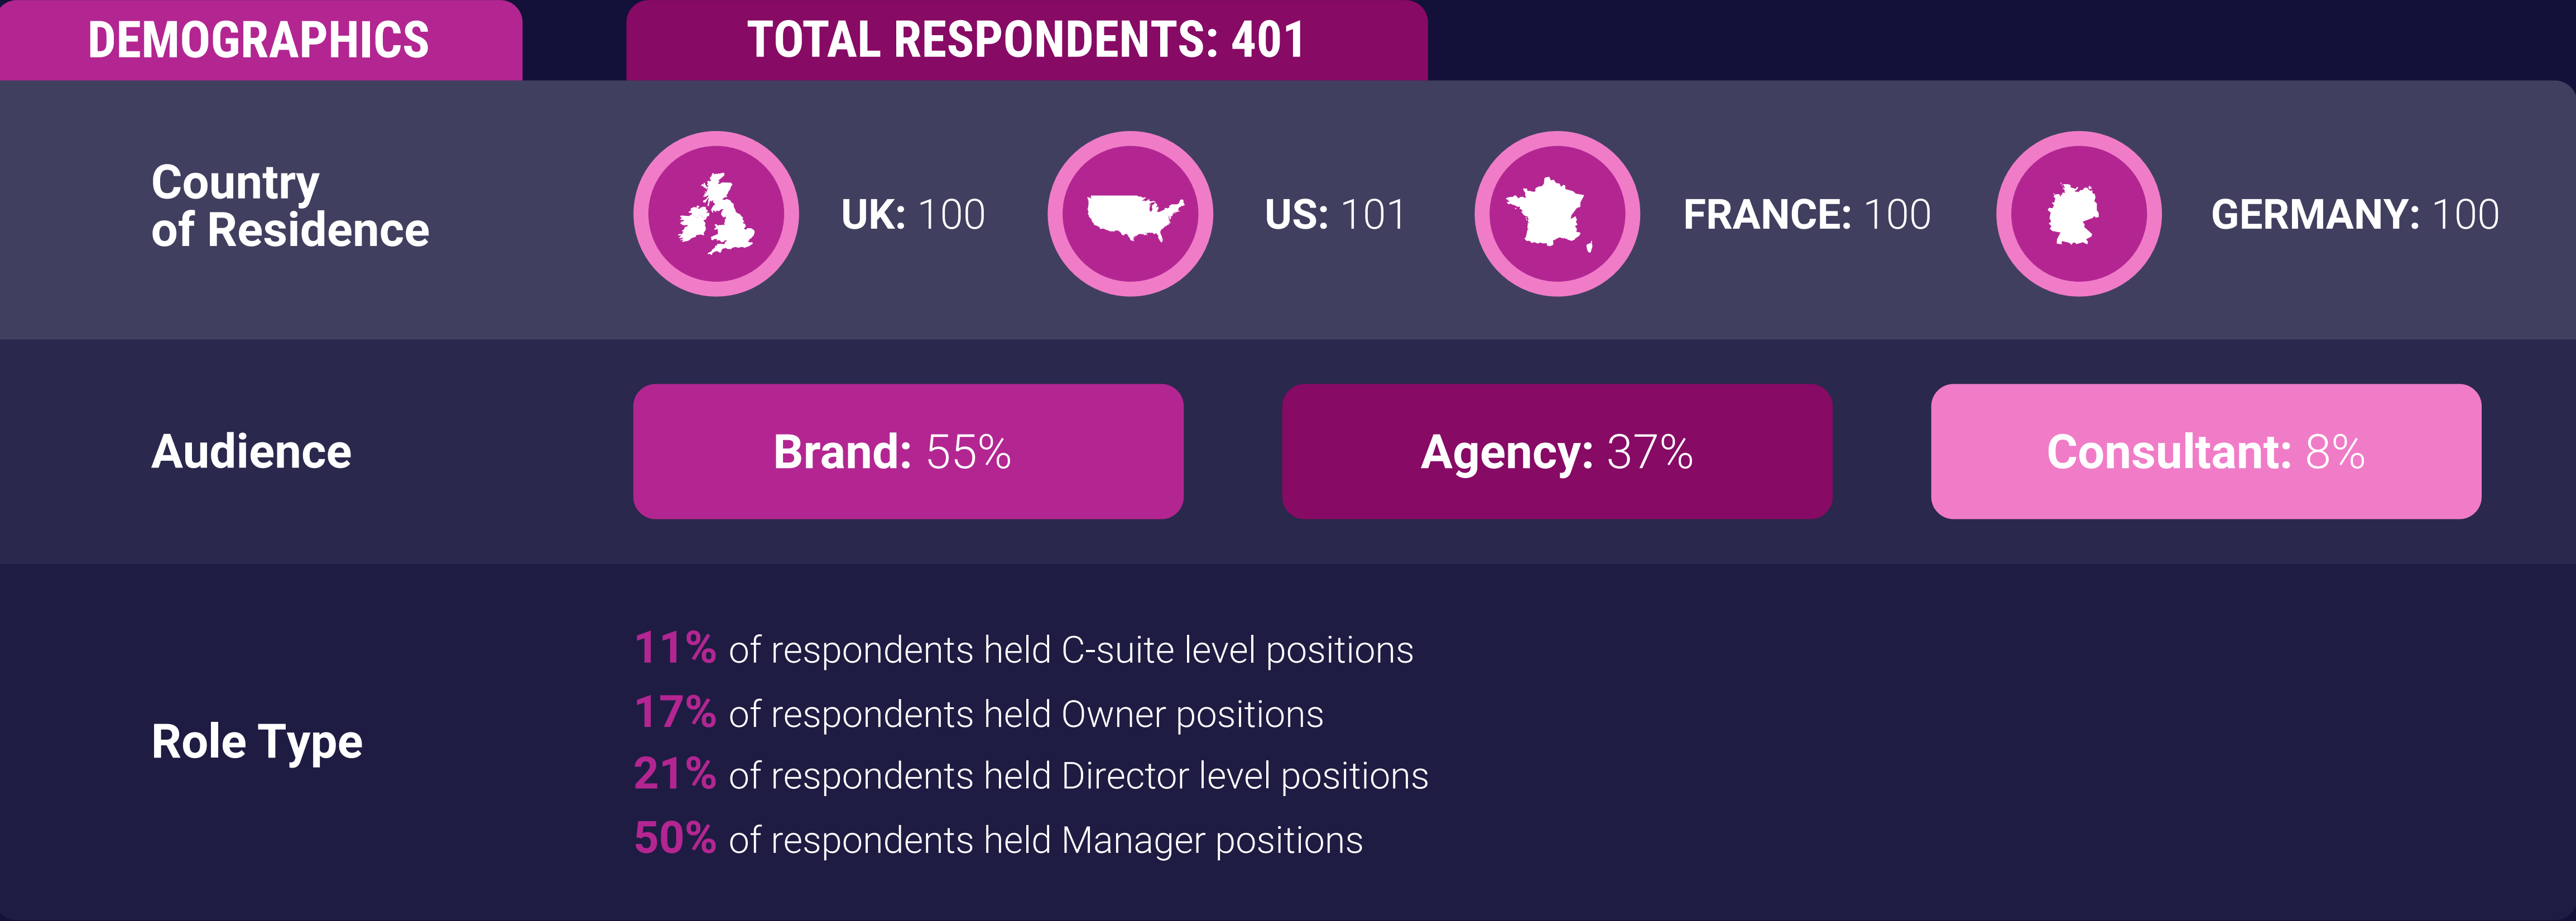 DEMOGRAPHICS
TOTAL RESPONDENTS: 401
Country
of Residence
UK: 100
US: 101
FRANCE: 100
GERMANY: 100
Audience
Brand: 55%
Agency: 37%
Consultant: 8%
Role Type
11% of respondents held C-suite level positions
17% of respondents held Owner positions
21% of respondents held Director level positions
50% of respondents held Manager positions